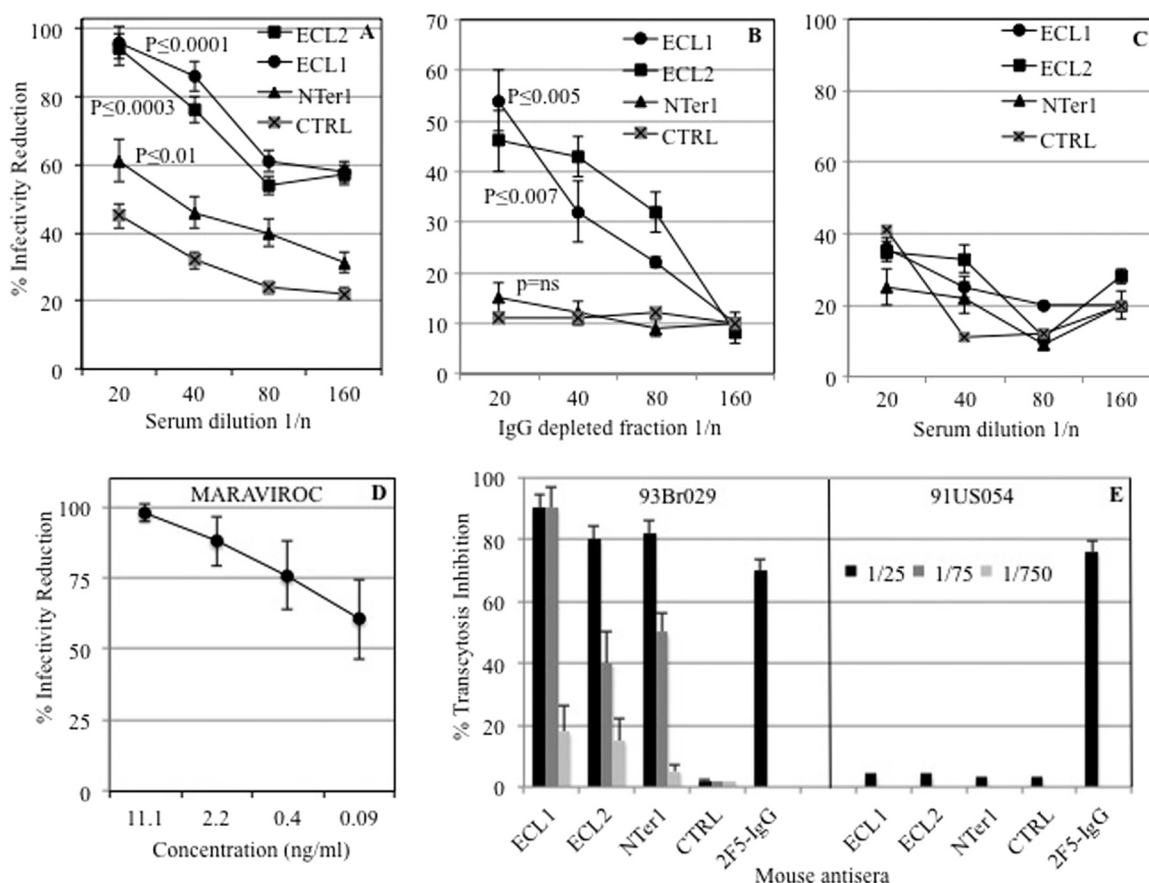 A
100
80
60
40
20
0
% Infectivity Reduction
P≤0.0001
P≤0.0003
P≤0.01
ECL2
ECL1
NTer1
CTRL
20 40 80 160
Serum dilution 1/n
B
70
60
50
40
30
20
10
0
P≤0.005
P≤0.007
p=ns
ECL1
ECL2
NTer1
CTRL
20 40 80 160
IgG depleted fraction 1/n
C
100
80
60
40
20
0
ECL1
ECL2
NTer1
CTRL
20 40 80 160
Serum dilution 1/n
MARAVIROC D
100
75
50
25
0
% Infectivity Reduction
11.1 2.2 0.4 0.09
Concentration (ng/ml)
93Br029 91US054 E
100
80
60
40
20
0
% Transcytosis Inhibition
1/25 1/75 1/750
ECL1 ECL2 NTer1 CTRL 2F5-IgG ECL1 ECL2 NTer1 CTRL 2F5-IgG
Mouse antisera